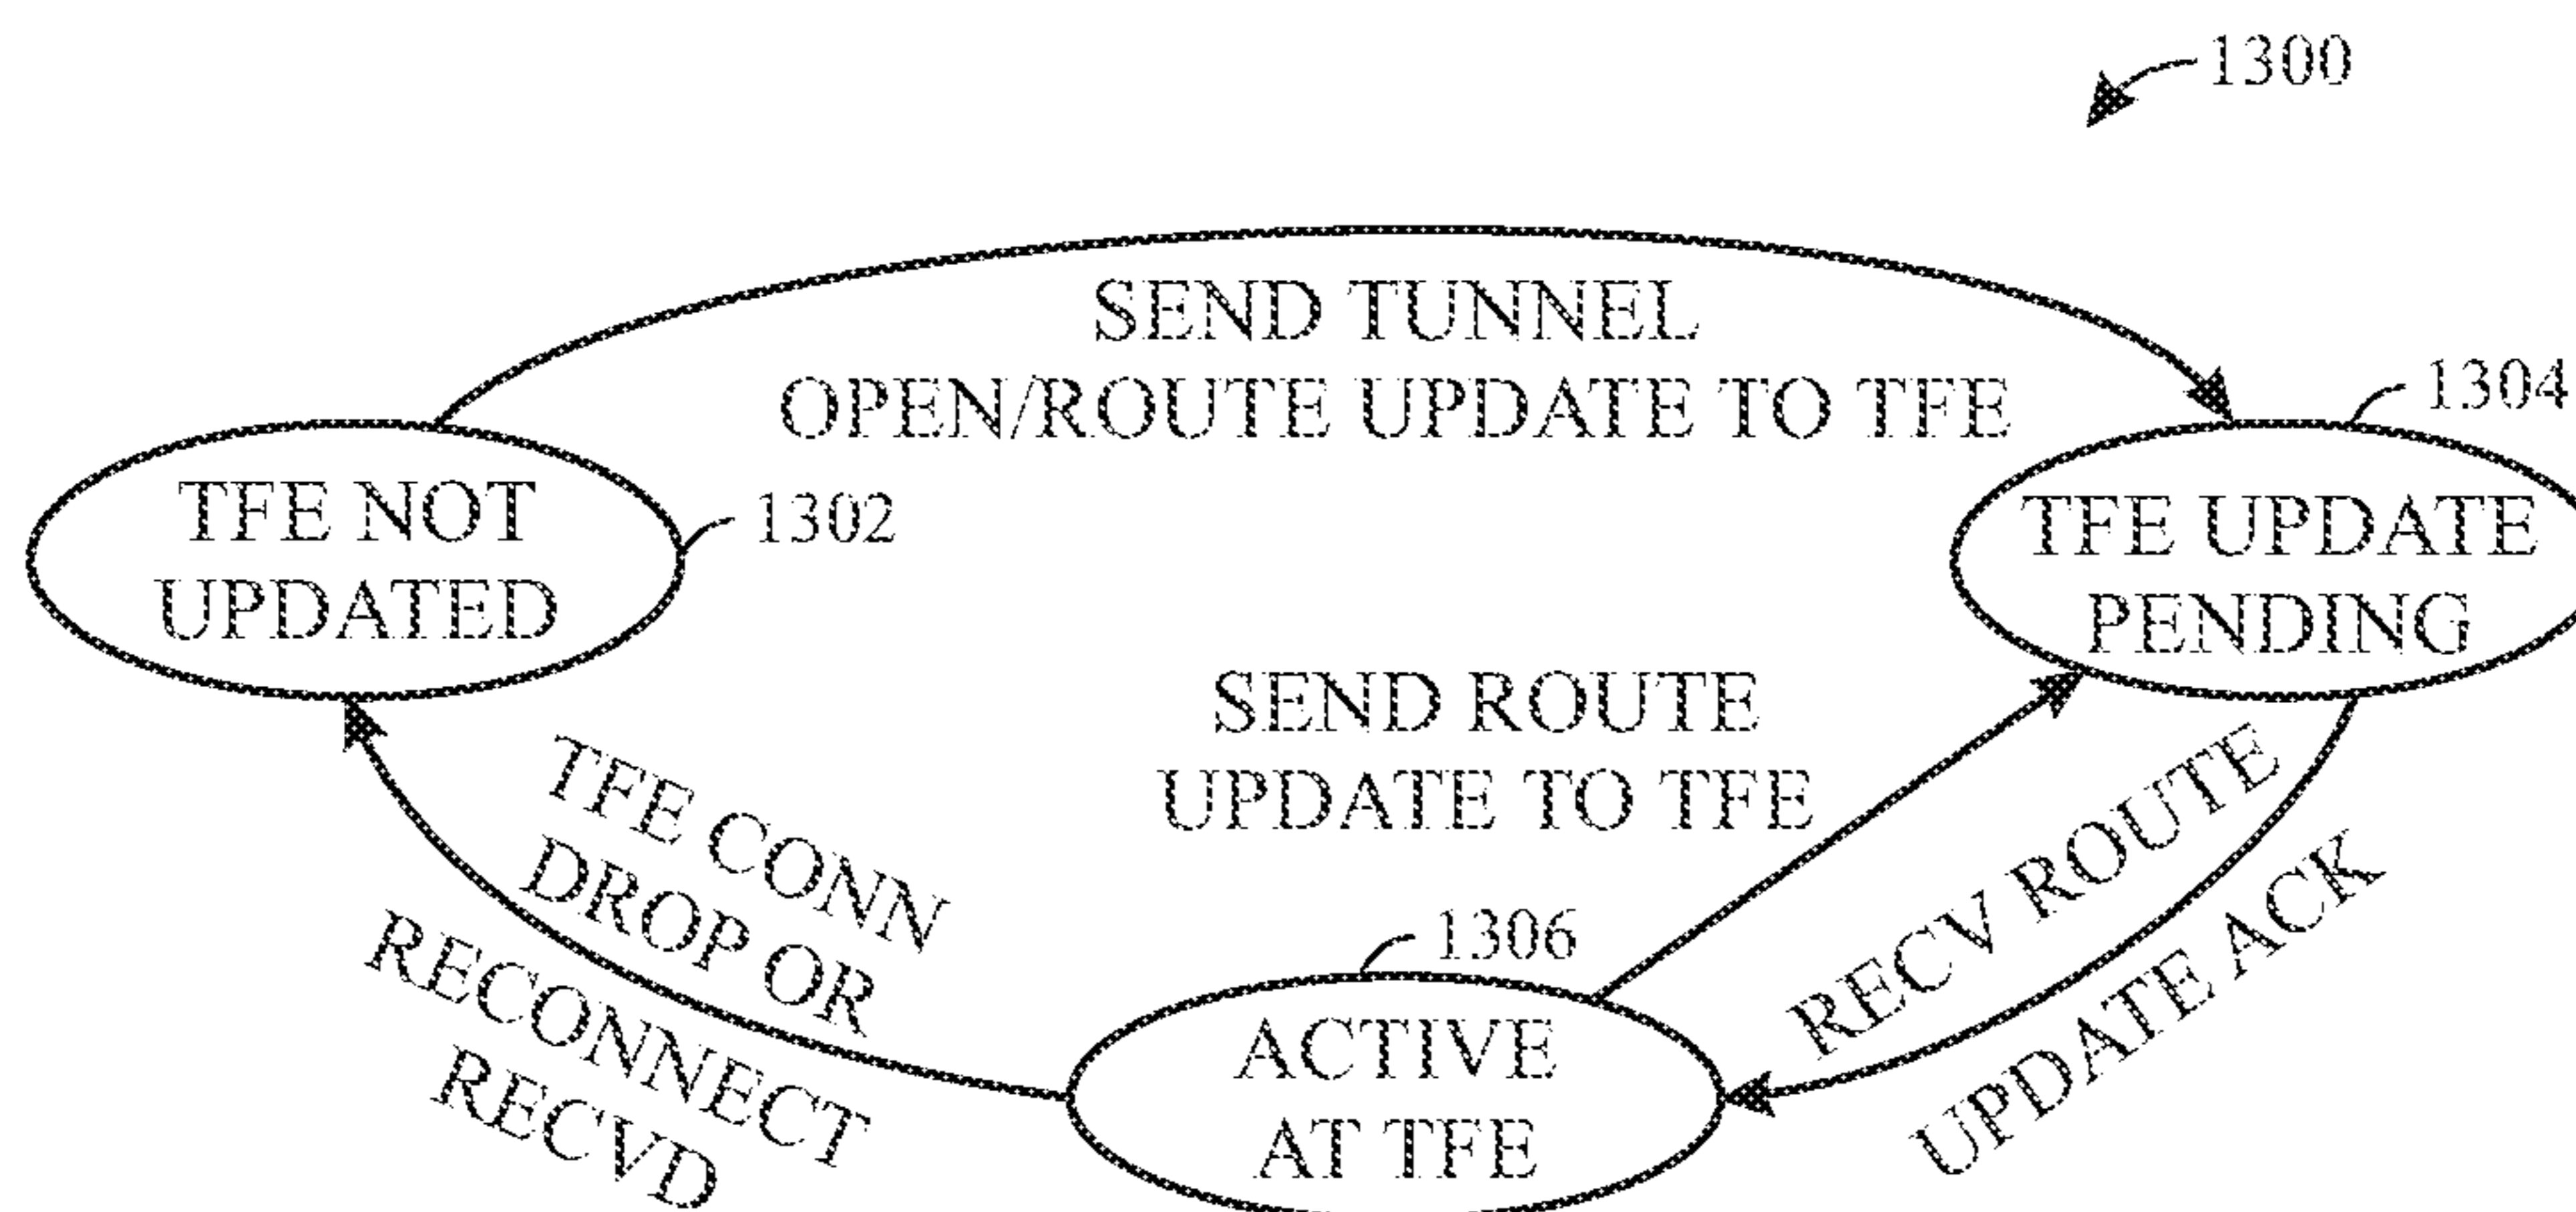 1300
SEND TUNNEL
OPEN/ROUTE UPDATE TO TFE
1304
TFE NOT
UPDATED
1302
TFE UPDATE
PENDING
SEND ROUTE
UPDATE TO TFE
TFE CONN
DROP OR
RECONNECT
RECVD
RECV ROUTE
UPDATE ACK
1306
ACTIVE
AT TFE